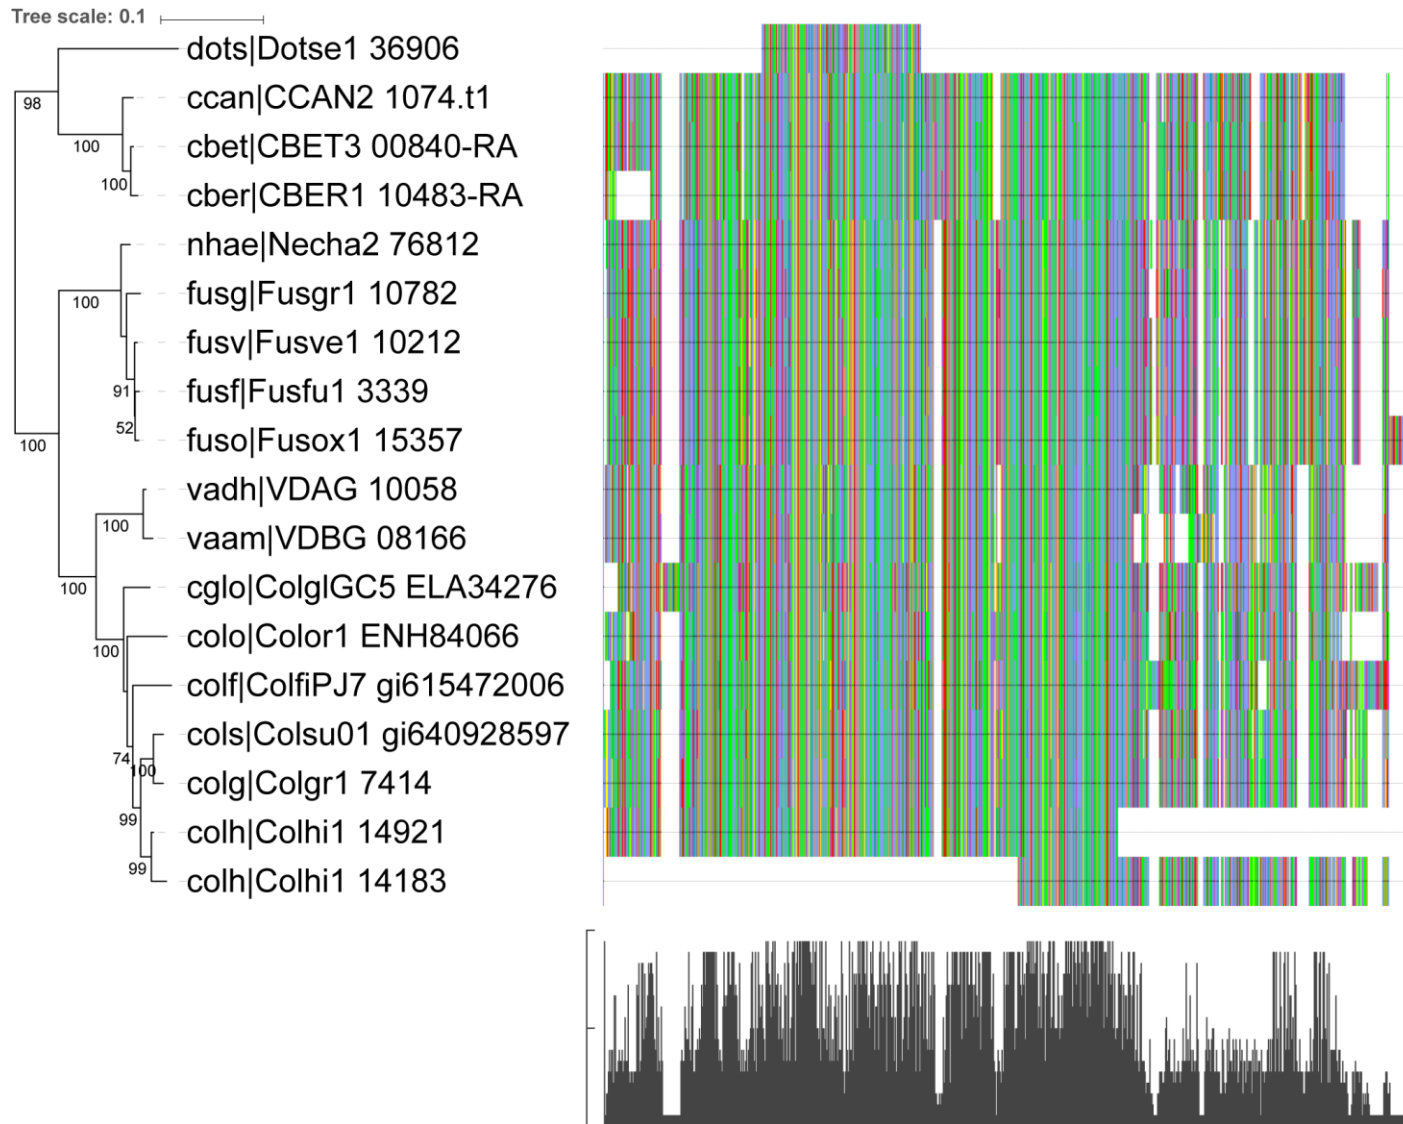 Tree scale: 0.1
dots|Dotse1 36906
98
ccan|CCAN2 1074.t1
100
cbet|CBET3 00840-RA
100
cber|CBER1 10483-RA
nhae|Necha2 76812
100
fusg|Fusgr1 10782
fusv|Fusve1 10212
91
fusf|Fusfu1 3339
52
fuso|Fusox1 15357
100
vadh|VDAG 10058
100
vaam|VDBG 08166
100
cglo|ColglGC5 ELA34276
colo|Color1 ENH84066
100
colf|ColfiPJ7 gi615472006
cols|Colsu01 gi640928597
74
100
colg|Colgr1 7414
99
colh|Colhi1 14921
99
colh|Colhi1 14183